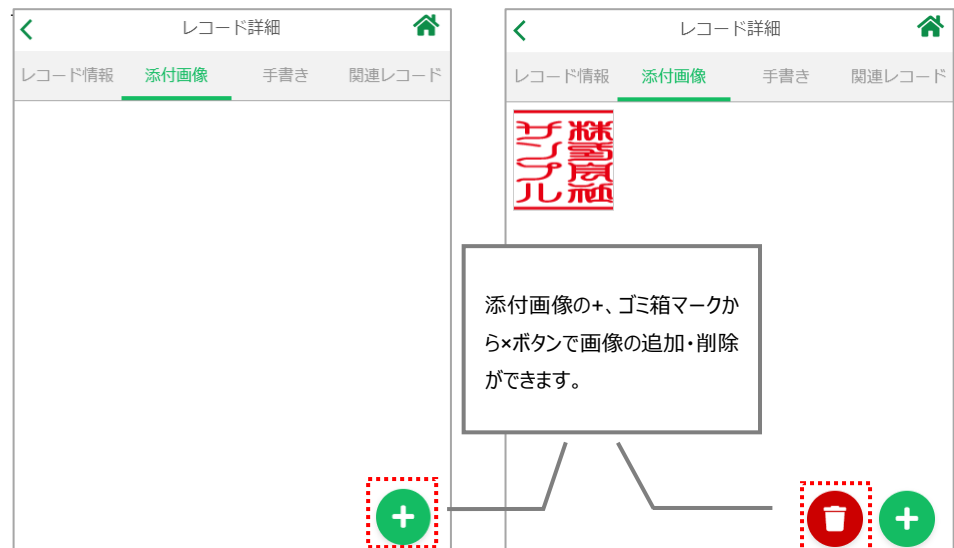 レコード詳細
レコード情報 添付画像 手書き 関連レコード
レコード詳細
レコード情報 添付画像 手書き 関連レコード
株式会社
サンプル
添付画像の+、ゴミ箱マークか
ら×ボタンで画像の追加・削除
ができます。